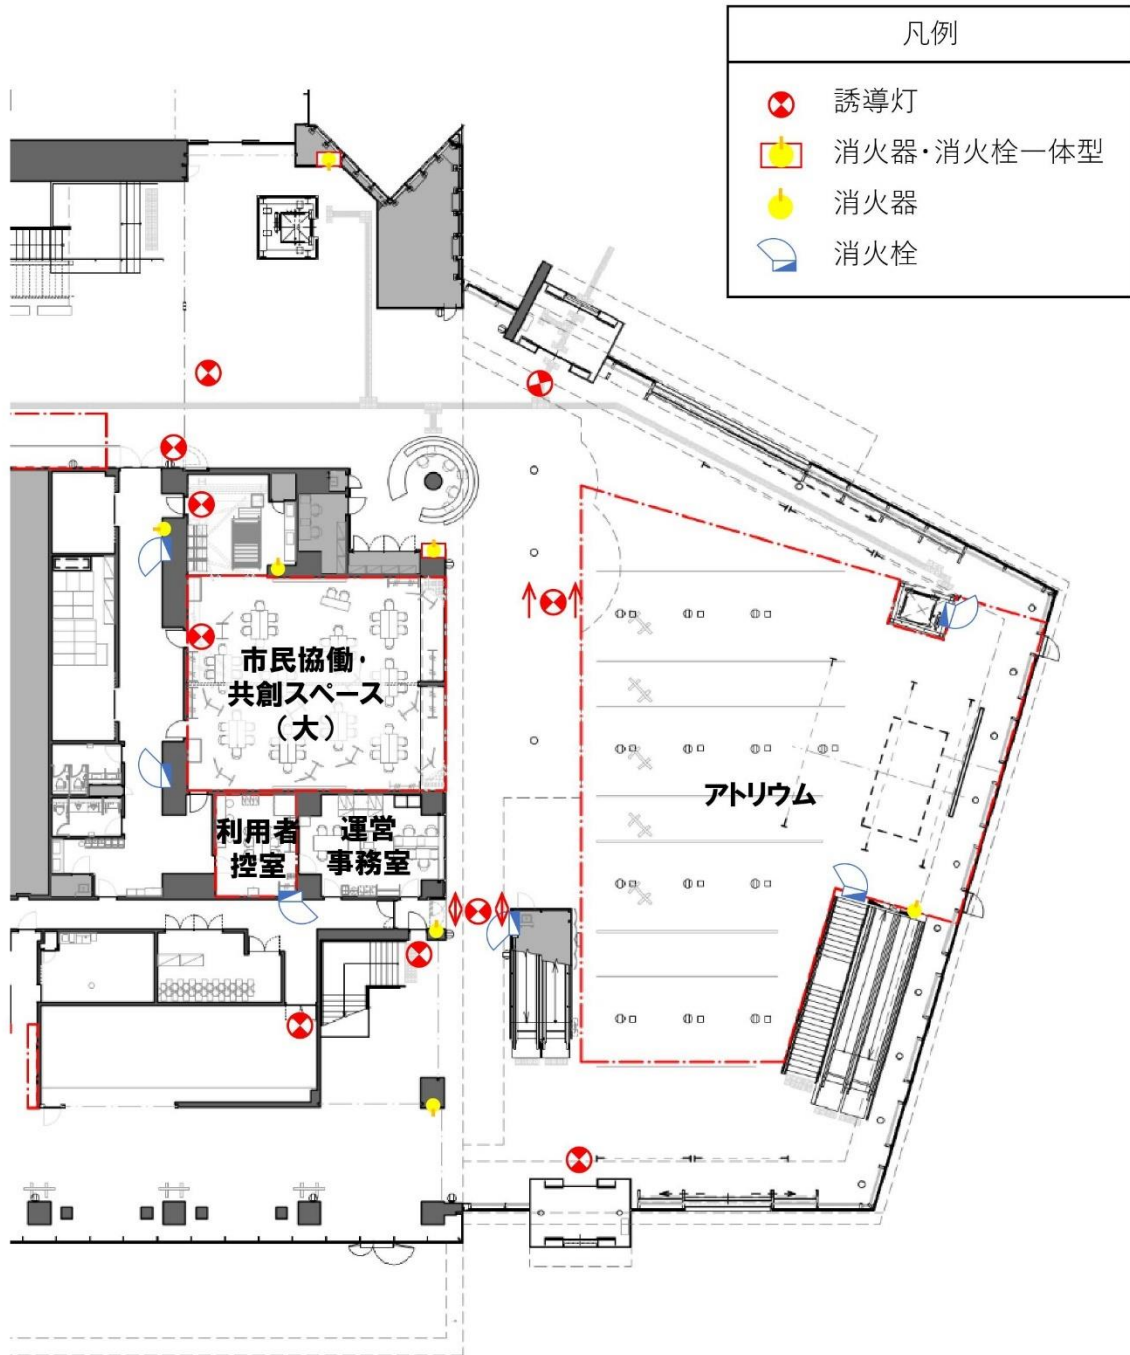 凡例
誘導灯
消火器・消火栓一体型
消火器
消火栓
市民協働・
共創スペース
（大）
アトリウム
利用者
控室
運営
事務室